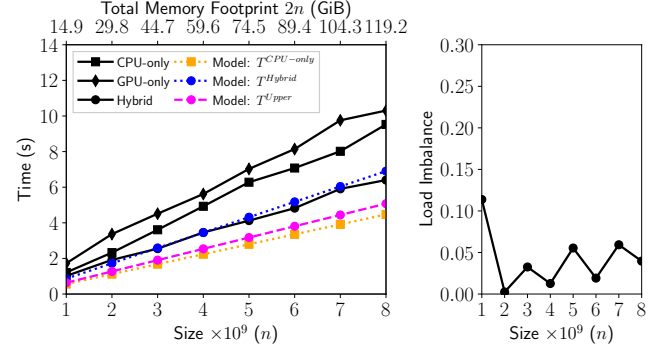 Total Memory Footprint 2n (GiB)
14.9 29.8 44.7 59.6 74.5 89.4 104.3 119.2
14
12
10
8
6
4
2
0
Time (s)
CPU-only
GPU-only
Hybrid
Model: T^{CPU-only}
Model: T^{Hybrid}
Model: T^{Upper}
1 2 3 4 5 6 7 8
Size ×10^9 (n)
0.30
0.25
0.20
0.15
0.10
0.05
0.00
Load Imbalance
1 2 3 4 5 6 7 8
Size ×10^9 (n)